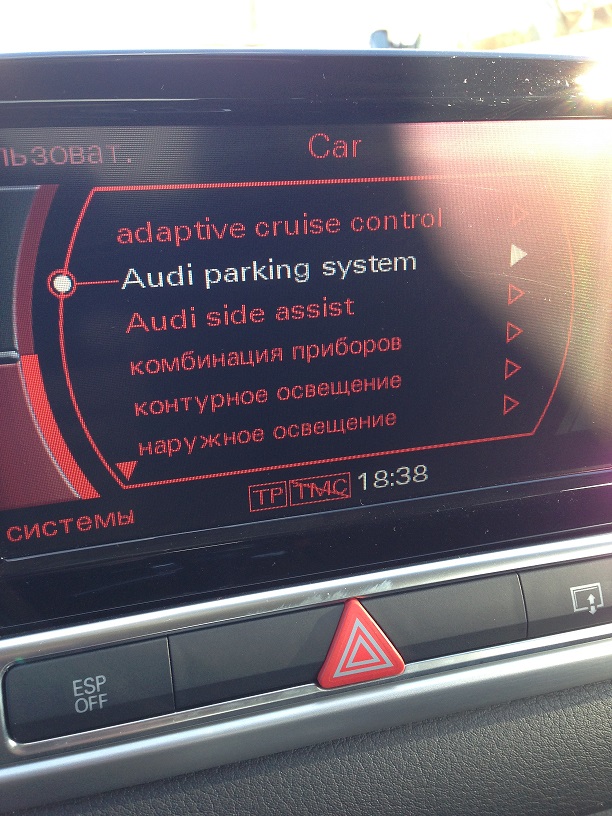 льзоват.
Car
adaptive cruise control
Audi parking system
Audi side assist
комбинация приборов
контурное освещение
наружное освещение
TP TMC 18:38
системы
ESP
OFF